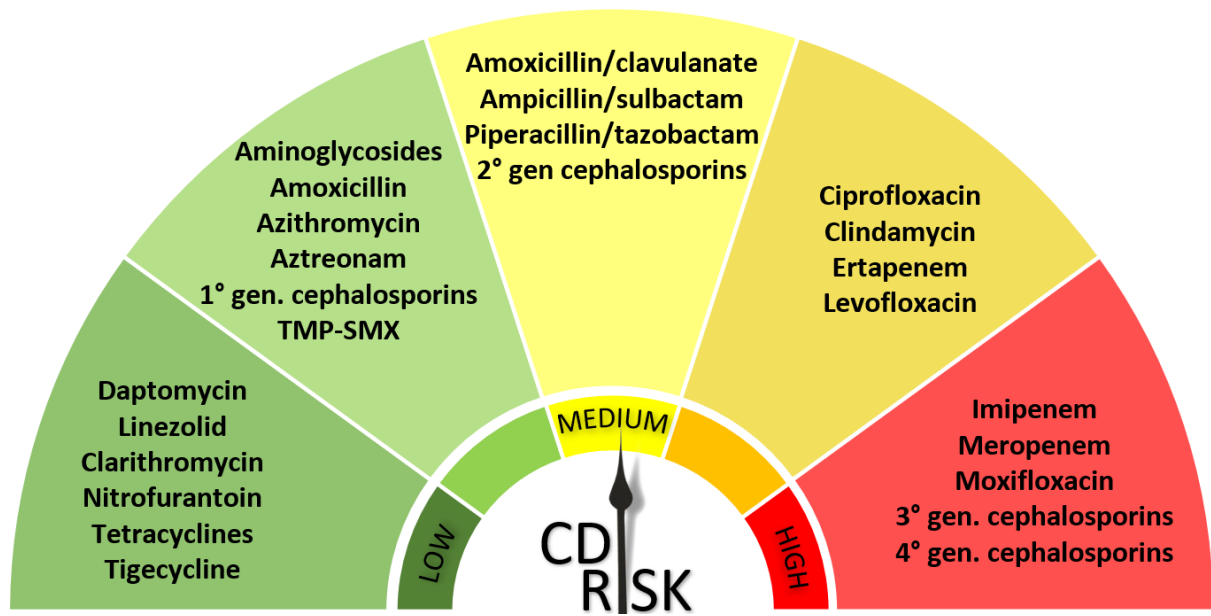 Amoxicillin/clavulanate
Ampicillin/sulbactam
Piperacillin/tazobactam
2° gen cephalosporins
Aminoglycosides
Amoxicillin
Azithromycin
Aztreonam
1° gen. cephalosporins
TMP-SMX
Ciprofloxacin
Clindamycin
Ertapenem
Levofloxacin
Daptomycin
Linezolid
Clarithromycin
Nitrofurantoin
Tetracyclines
Tigecycline
Imipenem
Meropenem
Moxifloxacin
3° gen. cephalosporins
4° gen. cephalosporins
LOW
MEDIUM
HIGH
CD
RISK